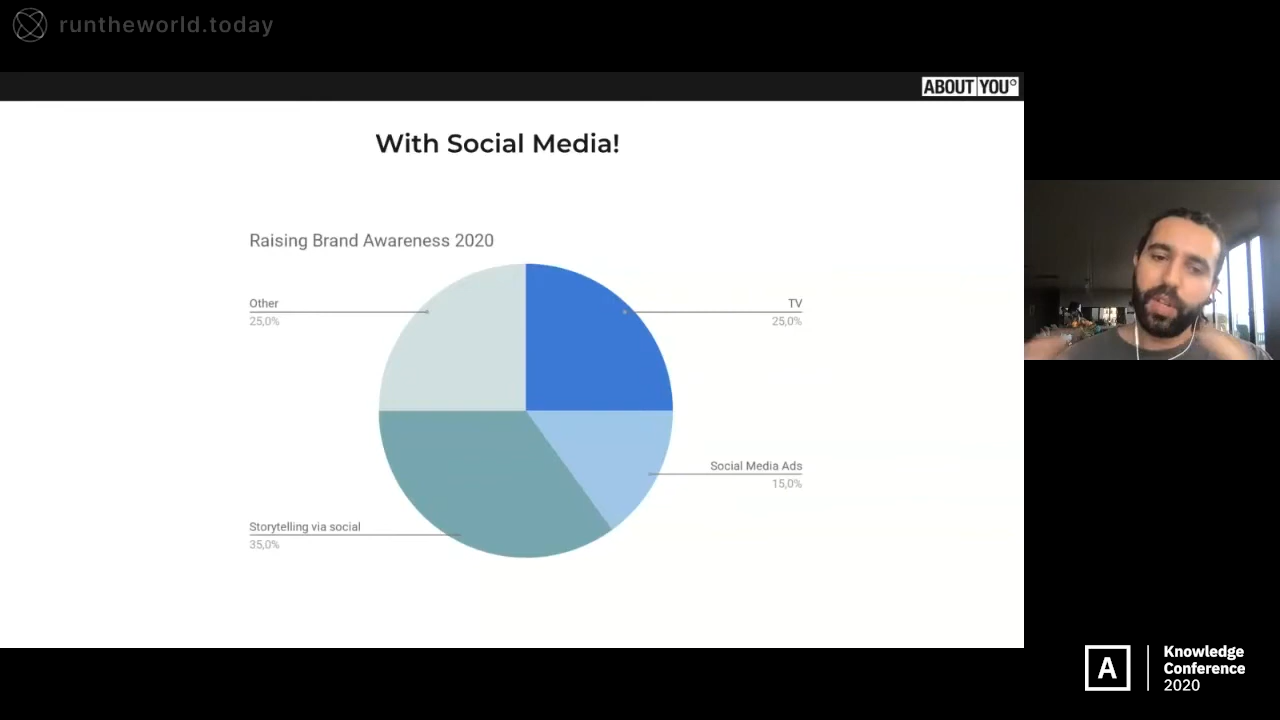 runtheworld.today
ABOUT YOU°
With Social Media!
Raising Brand Awareness 2020
Other
25,0%
TV
25,0%
Social Media Ads
15,0%
Storytelling via social
35,0%
A
Knowledge
Conference
2020